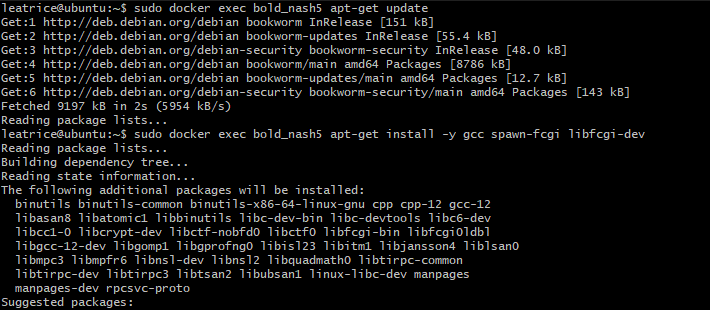 leatrice@ubuntu:~$ sudo docker exec bold_nash5 apt-get update
Get:1 http://deb.debian.org/debian bookworm InRelease [151 kB]
Get:2 http://deb.debian.org/debian bookworm-updates InRelease [55.4 kB]
Get:3 http://deb.debian.org/debian-security bookworm-security InRelease [48.0 kB]
Get:4 http://deb.debian.org/debian bookworm/main amd64 Packages [8786 kB]
Get:5 http://deb.debian.org/debian bookworm-updates/main amd64 Packages [12.7 kB]
Get:6 http://deb.debian.org/debian-security bookworm-security/main amd64 Packages [143 kB]
Fetched 9197 kB in 2s (5954 kB/s)
Reading package lists...
leatrice@ubuntu:~$ sudo docker exec bold_nash5 apt-get install -y gcc spawn-fcgi libfcgi-dev
Reading package lists...
Building dependency tree...
Reading state information...
The following additional packages will be installed:
  binutils binutils-common binutils-x86-64-linux-gnu cpp cpp-12 gcc-12
  libasan8 libatomic1 libbinutils libc-dev-bin libc-devtools libc6-dev
  libcc1-0 libcrypt-dev libctf-nobfd0 libctf0 libfcgi-bin libfcgi0ldbl
  libgcc-12-dev libgomp1 libgprofng0 libisl23 libitm1 libjansson4 liblsan0
  libmpc3 libmpfr6 libnsl-dev libnsl2 libquadmath0 libtirpc-common
  libtirpc-dev libtirpc3 libtsan2 libubsan1 linux-libc-dev manpages
  manpages-dev rpcsvc-proto
Suggested packages: